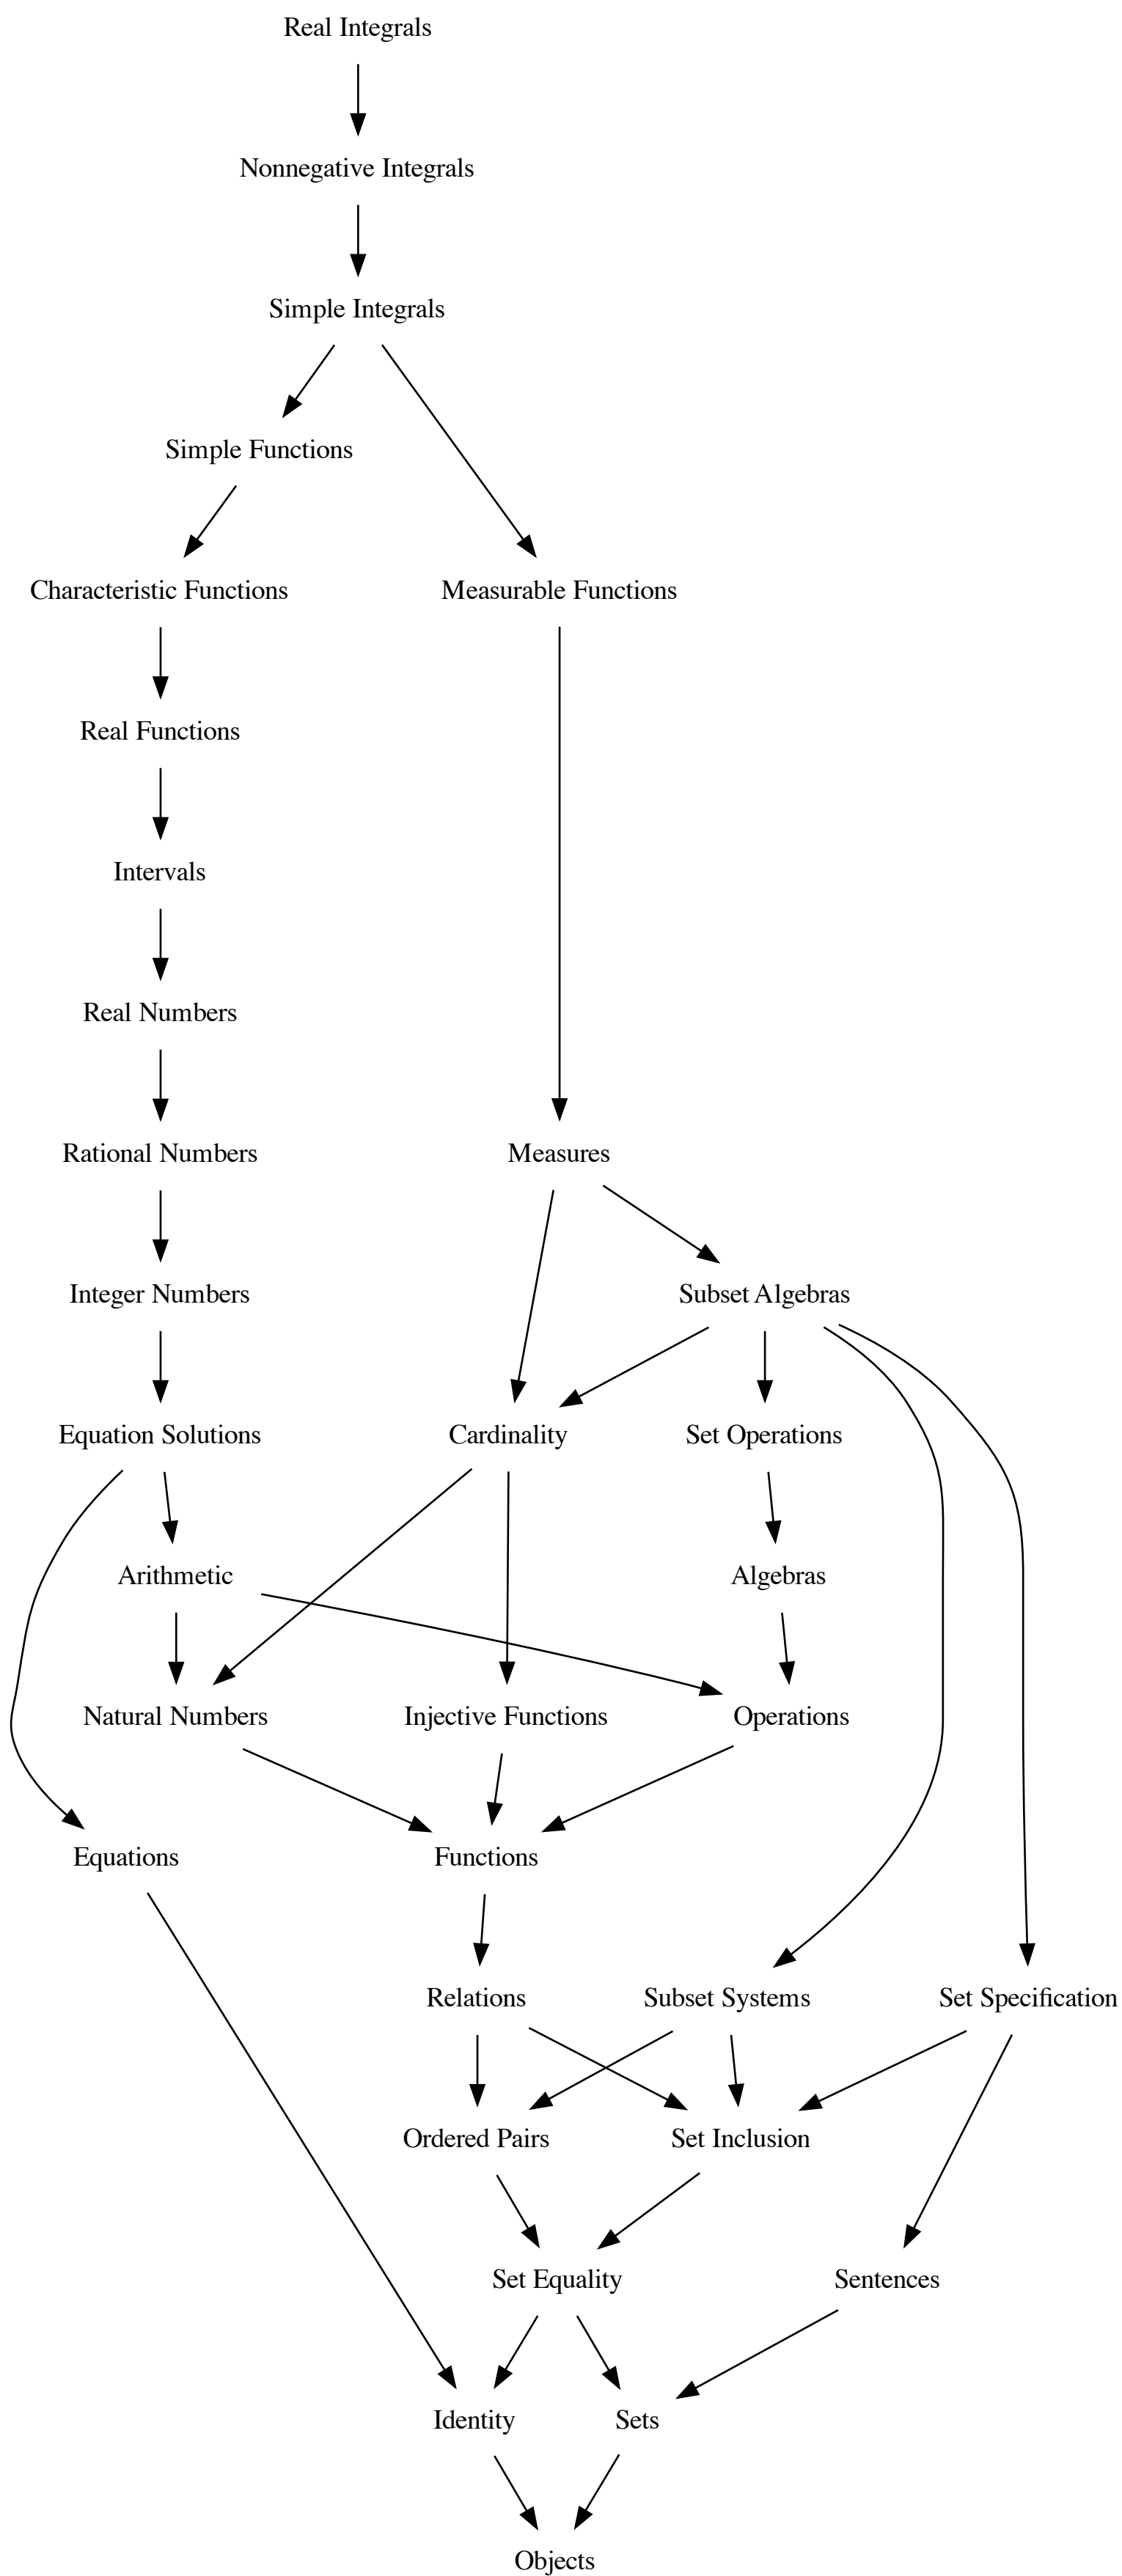 Real Integrals
Nonnegative Integrals
Simple Integrals
Simple Functions
Characteristic Functions
Measurable Functions
Real Functions
Intervals
Real Numbers
Rational Numbers
Measures
Integer Numbers
Subset Algebras
Equation Solutions
Cardinality
Set Operations
Arithmetic
Algebras
Natural Numbers
Injective Functions
Operations
Equations
Functions
Relations
Subset Systems
Set Specification
Ordered Pairs
Set Inclusion
Set Equality
Sentences
Identity
Sets
Objects